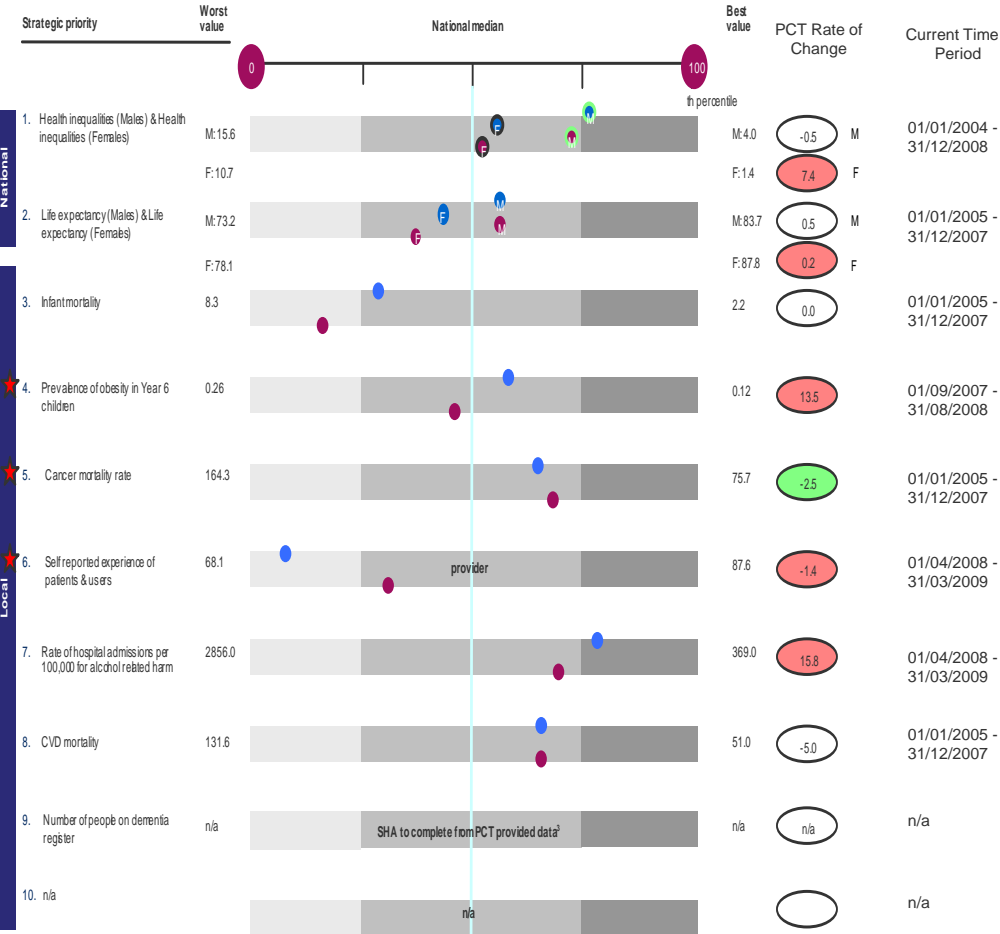 Strategic priority
Worst
value
National median
Best
value
PCT Rate of
Change
Current Time
Period
0
100
th percentile
National
1. Health inequalities (Males) & Health
inequalities (Females)
M:15.6
F: 10.7
F
F
M
M
M:4.0
F: 1.4
-0.5 M
7.4 F
01/01/2004 -
31/12/2008
2. Life expectancy (Males) & Life
expectancy (Females)
M:73.2
F: 78.1
F
F
M
M
M:83.7
F: 87.8
0.5 M
0.2 F
01/01/2005 -
31/12/2007
Local
3. Infant mortality
8.3
2.2
0.0
01/01/2005 -
31/12/2007
4. Prevalence of obesity in Year 6
children
0.26
0.12
13.5
01/09/2007 -
31/08/2008
5. Cancer mortality rate
164.3
75.7
-2.5
01/01/2005 -
31/12/2007
6. Self reported experience of
patients & users
68.1
provider
87.6
-1.4
01/04/2008 -
31/03/2009
7. Rate of hospital admissions per
100,000 for alcohol related harm
2856.0
369.0
15.8
01/04/2008 -
31/03/2009
8. CVD mortality
131.6
51.0
-5.0
01/01/2005 -
31/12/2007
9. Number of people on dementia
register
n/a
SHA to complete from PCT provided data³
n/a
n/a
n/a
10. n/a
n/a
n/a